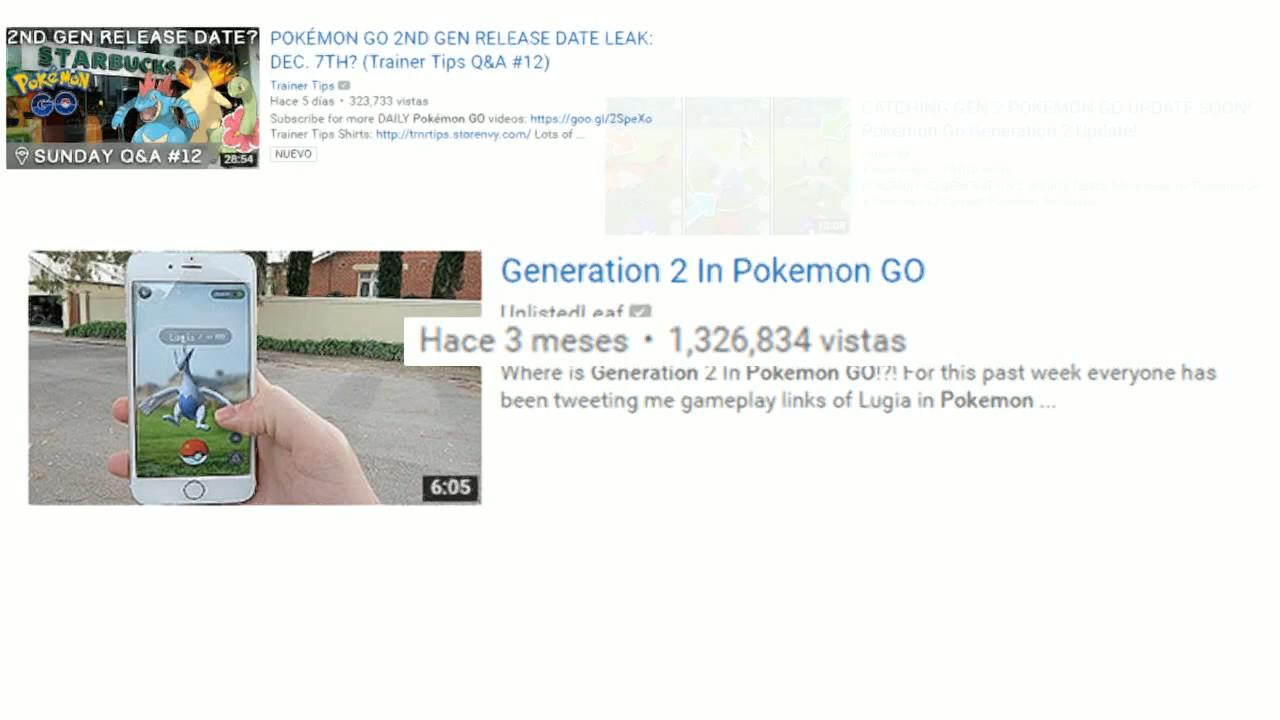 2ND GEN RELEASE DATE?
STARBUCKS
POKÉMON GO
SUNDAY Q&A #12
28:54
POKÉMON GO 2ND GEN RELEASE DATE LEAK:
DEC. 7TH? (Trainer Tips Q&A #12)
Trainer Tips
Hace 5 días • 323,733 vistas
Subscribe for more DAILY Pokémon GO videos: https://goo.gl/2SpeXo
Trainer Tips Shirts: http://tmrtips.storenvy.com/ Lots of ...
NUEVO
CATCHING GEN 2 POKEMON GO UPDATE SOON!
Pokemon Go Generation 2 Update!
Generation 2 In Pokemon GO
UnlistedLeaf
Hace 3 meses • 1,326,834 vistas
Where is Generation 2 In Pokemon GO!?! For this past week everyone has
been tweeting me gameplay links of Lugia in Pokemon ...
Lugia
6:05